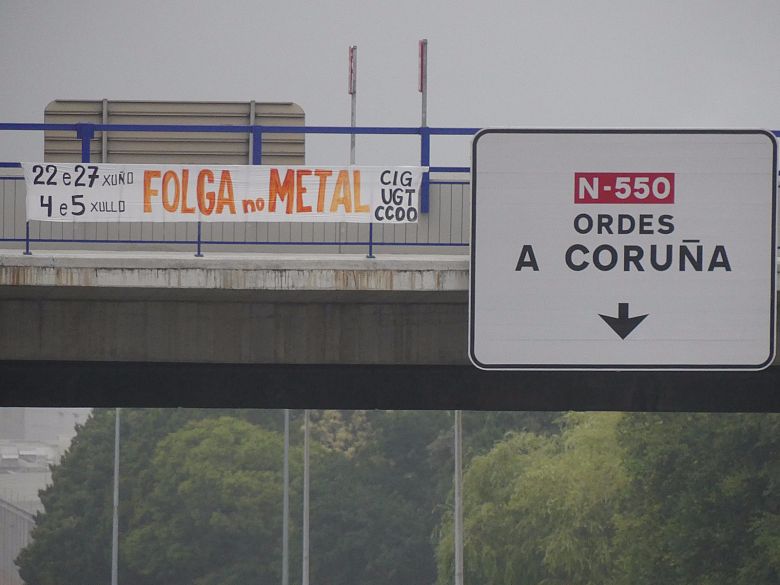 22 e 27 XUÑO
4 e 5 XULLO
FOLGA no METAL
CIG
UGT
CCOO
N-550
ORDES
A CORUÑA